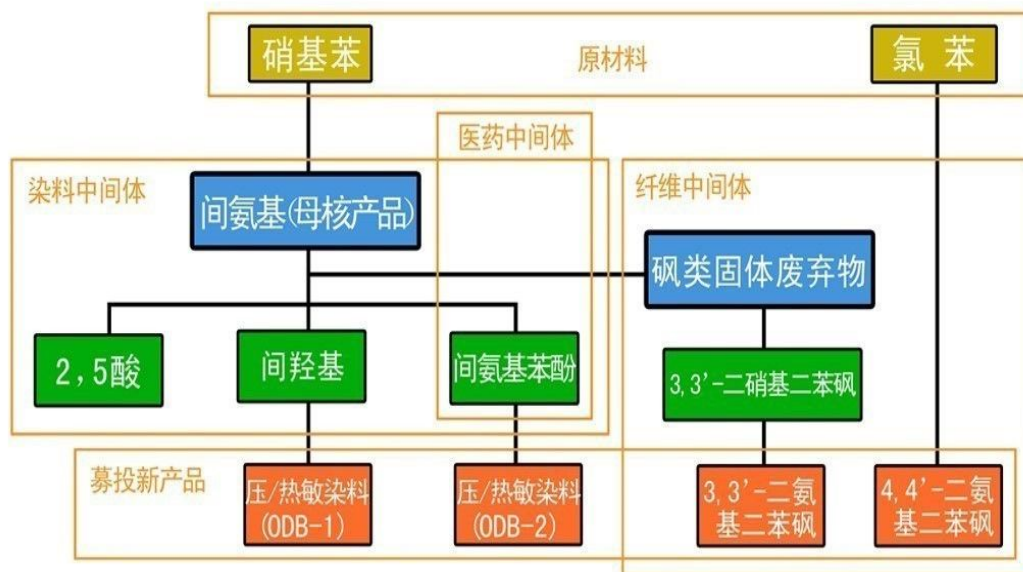 硝基苯
原材料
氯 苯
医药中间体
染料中间体
纤维中间体
间氨基(母核产品)
砜类固体废弃物
2,5酸
间羟基
间氨基苯酚
3,3'-二硝基二苯砜
募投新产品
压/热敏染料
(ODB-1)
压/热敏染料
(ODB-2)
3,3'-二氨
基二苯砜
4,4'-二氨
基二苯砜